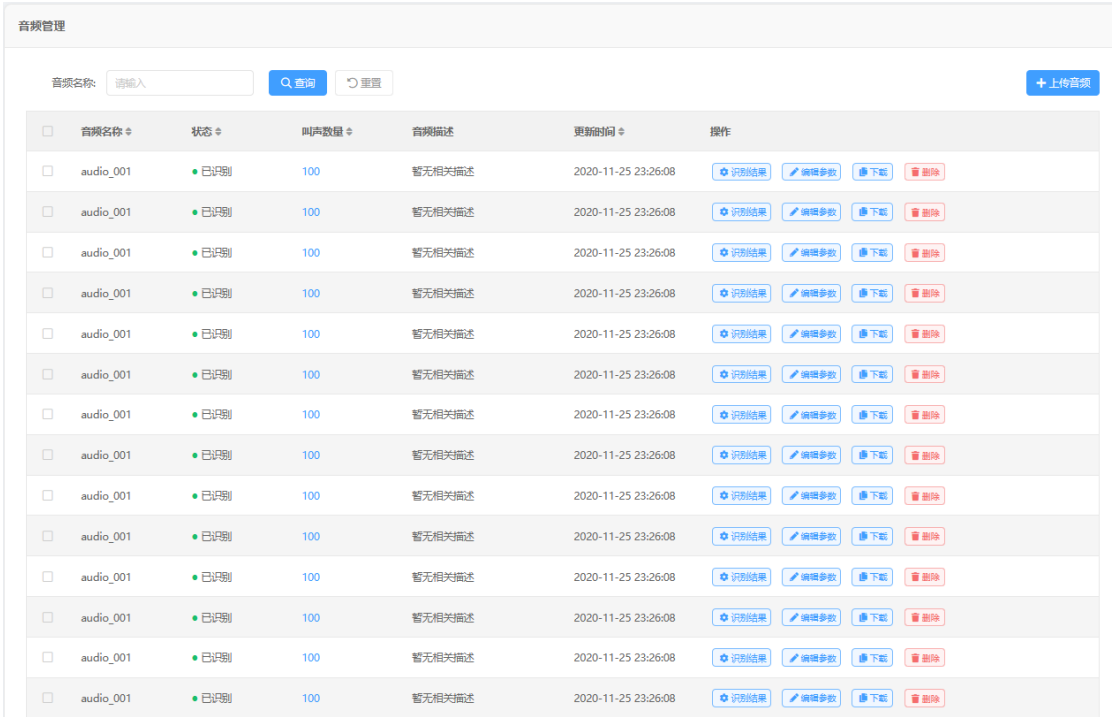 音频管理
音频名称: 请输入 查询 重置 上传音频
音频名称 状态 叫声数量 音频描述 更新时间 操作
audio_001 已识别 100 暂无相关描述 2020-11-25 23:26:08 识别结果 编辑参数 下载 删除
audio_001 已识别 100 暂无相关描述 2020-11-25 23:26:08 识别结果 编辑参数 下载 删除
audio_001 已识别 100 暂无相关描述 2020-11-25 23:26:08 识别结果 编辑参数 下载 删除
audio_001 已识别 100 暂无相关描述 2020-11-25 23:26:08 识别结果 编辑参数 下载 删除
audio_001 已识别 100 暂无相关描述 2020-11-25 23:26:08 识别结果 编辑参数 下载 删除
audio_001 已识别 100 暂无相关描述 2020-11-25 23:26:08 识别结果 编辑参数 下载 删除
audio_001 已识别 100 暂无相关描述 2020-11-25 23:26:08 识别结果 编辑参数 下载 删除
audio_001 已识别 100 暂无相关描述 2020-11-25 23:26:08 识别结果 编辑参数 下载 删除
audio_001 已识别 100 暂无相关描述 2020-11-25 23:26:08 识别结果 编辑参数 下载 删除
audio_001 已识别 100 暂无相关描述 2020-11-25 23:26:08 识别结果 编辑参数 下载 删除
audio_001 已识别 100 暂无相关描述 2020-11-25 23:26:08 识别结果 编辑参数 下载 删除
audio_001 已识别 100 暂无相关描述 2020-11-25 23:26:08 识别结果 编辑参数 下载 删除
audio_001 已识别 100 暂无相关描述 2020-11-25 23:26:08 识别结果 编辑参数 下载 删除
audio_001 已识别 100 暂无相关描述 2020-11-25 23:26:08 识别结果 编辑参数 下载 删除